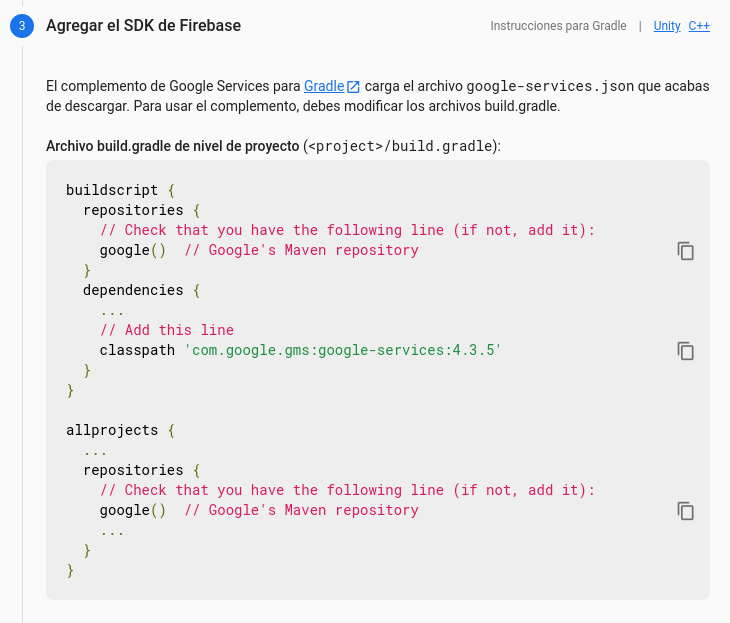 3 Agregar el SDK de Firebase Instrucciones para Gradle | Unity C++
El complemento de Google Services para Gradle carga el archivo google-services.json que acabas
de descargar. Para usar el complemento, debes modificar los archivos build.gradle.
Archivo build.gradle de nivel de proyecto (<project>/build.gradle):
buildscript {
  repositories {
    // Check that you have the following line (if not, add it):
    google()  // Google's Maven repository
  }
  dependencies {
    ...
    // Add this line
    classpath 'com.google.gms:google-services:4.3.5'
  }
}
allprojects {
  ...
  repositories {
    // Check that you have the following line (if not, add it):
    google()  // Google's Maven repository
    ...
  }
}